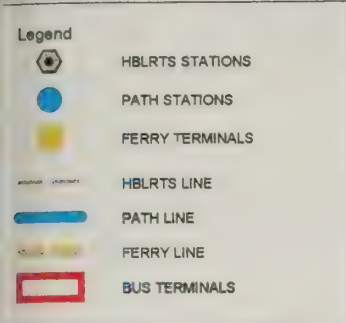 Legend
HBLRTS STATIONS
PATH STATIONS
FERRY TERMINALS
HBLRTS LINE
PATH LINE
FERRY LINE
BUS TERMINALS